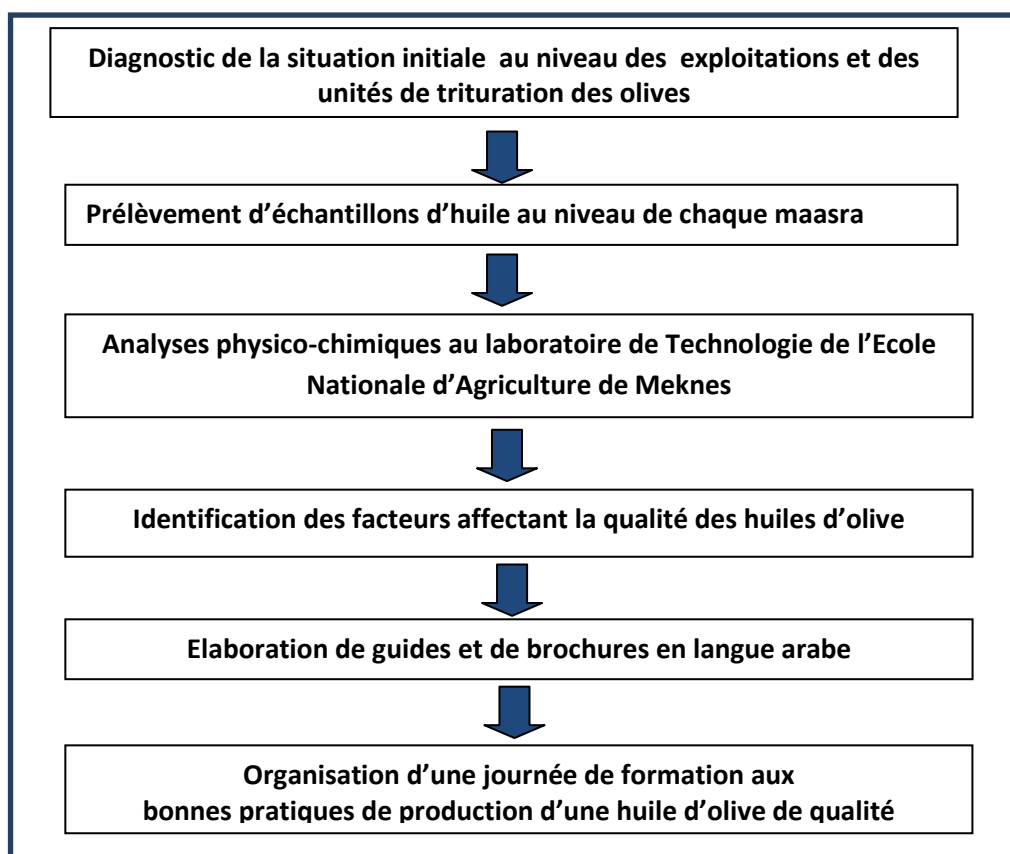 Diagnostic de la situation initiale au niveau des exploitations et des
unités de trituration des olives
Prélèvement d’échantillons d’huile au niveau de chaque maasra
Analyses physico-chimiques au laboratoire de Technologie de l’Ecole
Nationale d’Agriculture de Meknes
Identification des facteurs affectant la qualité des huiles d’olive
Elaboration de guides et de brochures en langue arabe
Organisation d’une journée de formation aux
bonnes pratiques de production d’une huile d’olive de qualité